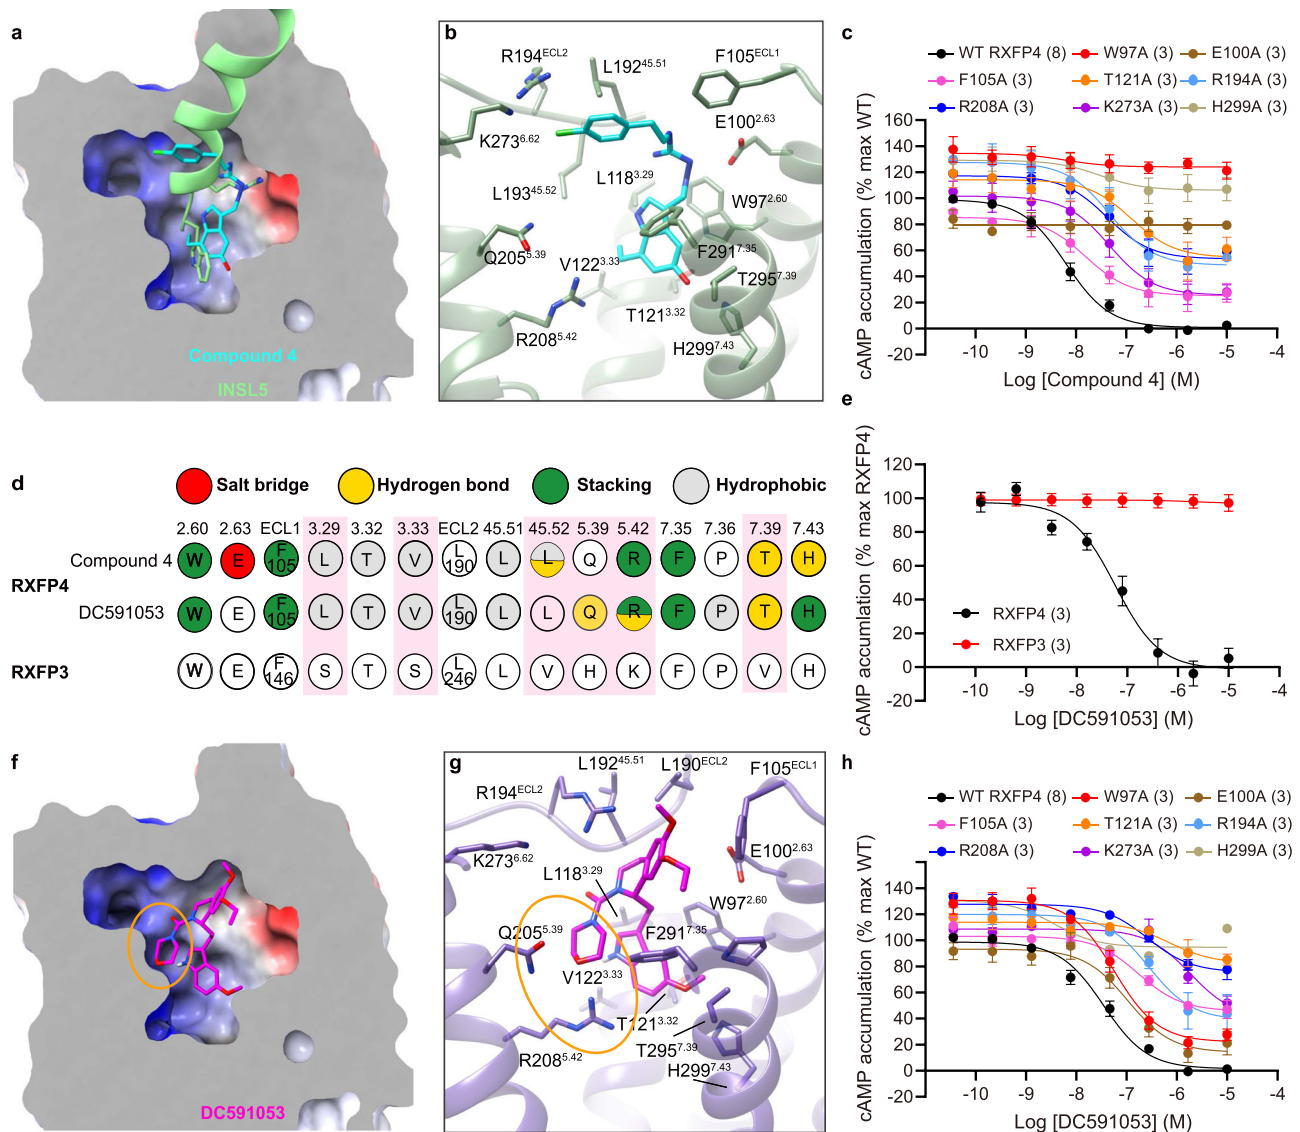 a
Compound 4
INSL5
b
R194ECL2
L19245.51
F105ECL1
K2736.62
E1002.63
L19345.52
L1183.29
W972.60
Q2055.39
V1223.33
F2917.35
T2957.39
T1213.32
R2085.42
H2997.43
c
WT RXFP4 (8) W97A (3) E100A (3)
F105A (3) T121A (3) R194A (3)
R208A (3) K273A (3) H299A (3)
cAMP accumulation (% max WT)
160
140
120
100
80
60
40
20
0
-20
-10 -9 -8 -7 -6 -5 -4
Log [Compound 4] (M)
d
Salt bridge Hydrogen bond Stacking Hydrophobic
2.60 2.63 ECL1 3.29 3.32 3.33 ECL2 45.51 45.52 5.39 5.42 7.35 7.36 7.39 7.43
Compound 4 W E F105 L T V L190 L L Q R F P T H
RXFP4
DC591053 W E F105 L T V L190 L L Q R F P T H
RXFP3 W E F146 S T S L246 L V H K F P V H
e
cAMP accumlation (% max RXFP4)
120
100
80
60
40
20
0
-20
RXFP4 (3)
RXFP3 (3)
-10 -9 -8 -7 -6 -5 -4
Log [DC591053] (M)
f
DC591053
g
L19245.51
L190ECL2
F105ECL1
R194ECL2
K2736.62
E1002.63
L1183.29
W972.60
Q2055.39
F2917.35
V1223.33
T1213.32
R2085.42
T2957.39
H2997.43
h
WT RXFP4 (8) W97A (3) E100A (3)
F105A (3) T121A (3) R194A (3)
R208A (3) K273A (3) H299A (3)
cAMP accumulation (% max WT)
140
120
100
80
60
40
20
0
-20
-10 -9 -8 -7 -6 -5 -4
Log [DC591053] (M)